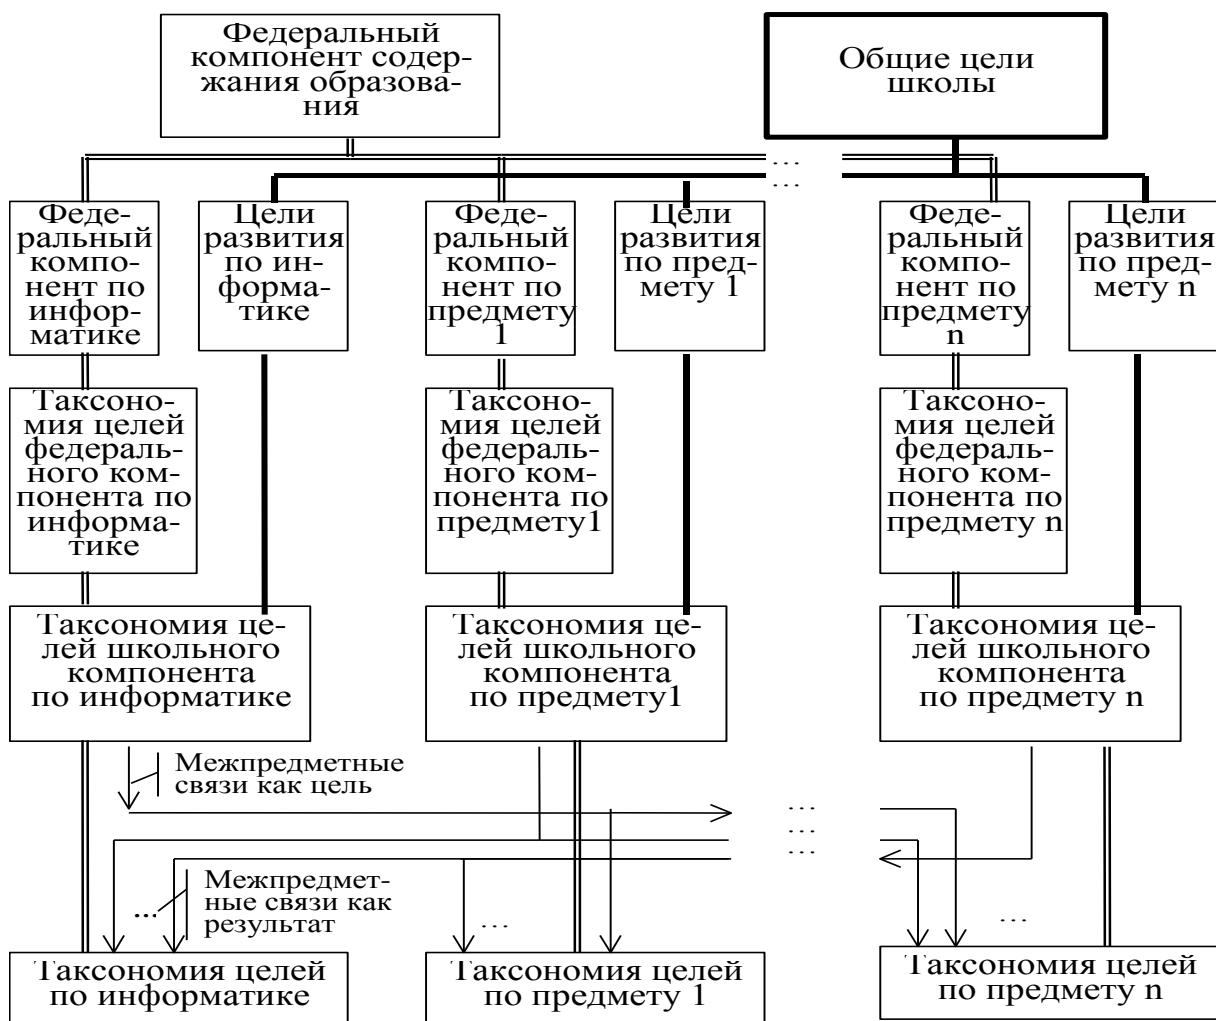 Федеральный
компонент содер-
жания образова-
ния
Общие цели
школы
...
...
Феде-
ральный
компо-
нент по
инфор-
матике
Цели
развития
по ин-
форма-
тике
Феде-
ральный
компо-
нент по
предмету
1
Цели
развития
по пред-
мету 1
Феде-
ральный
компо-
нент по
предмету
n
Цели
развития
по пред-
мету n
Таксоно-
мия целей
федераль-
ного ком-
понента по
информа-
тике
Таксоно-
мия целей
федераль-
ного ком-
понента по
предмету1
Таксоно-
мия целей
федераль-
ного ком-
понента по
предмету n
Таксономия це-
лей школьного
компонента
по информатике
Таксономия це-
лей школьного
компонента
по предмету1
Таксономия це-
лей школьного
компонента
по предмету n
Межпредметные
связи как цель
...
...
...
Межпредмет-
ные связи как
результат
...
...
...
Таксономия целей
по информатике
Таксономия целей
по предмету 1
Таксономия целей
по предмету n